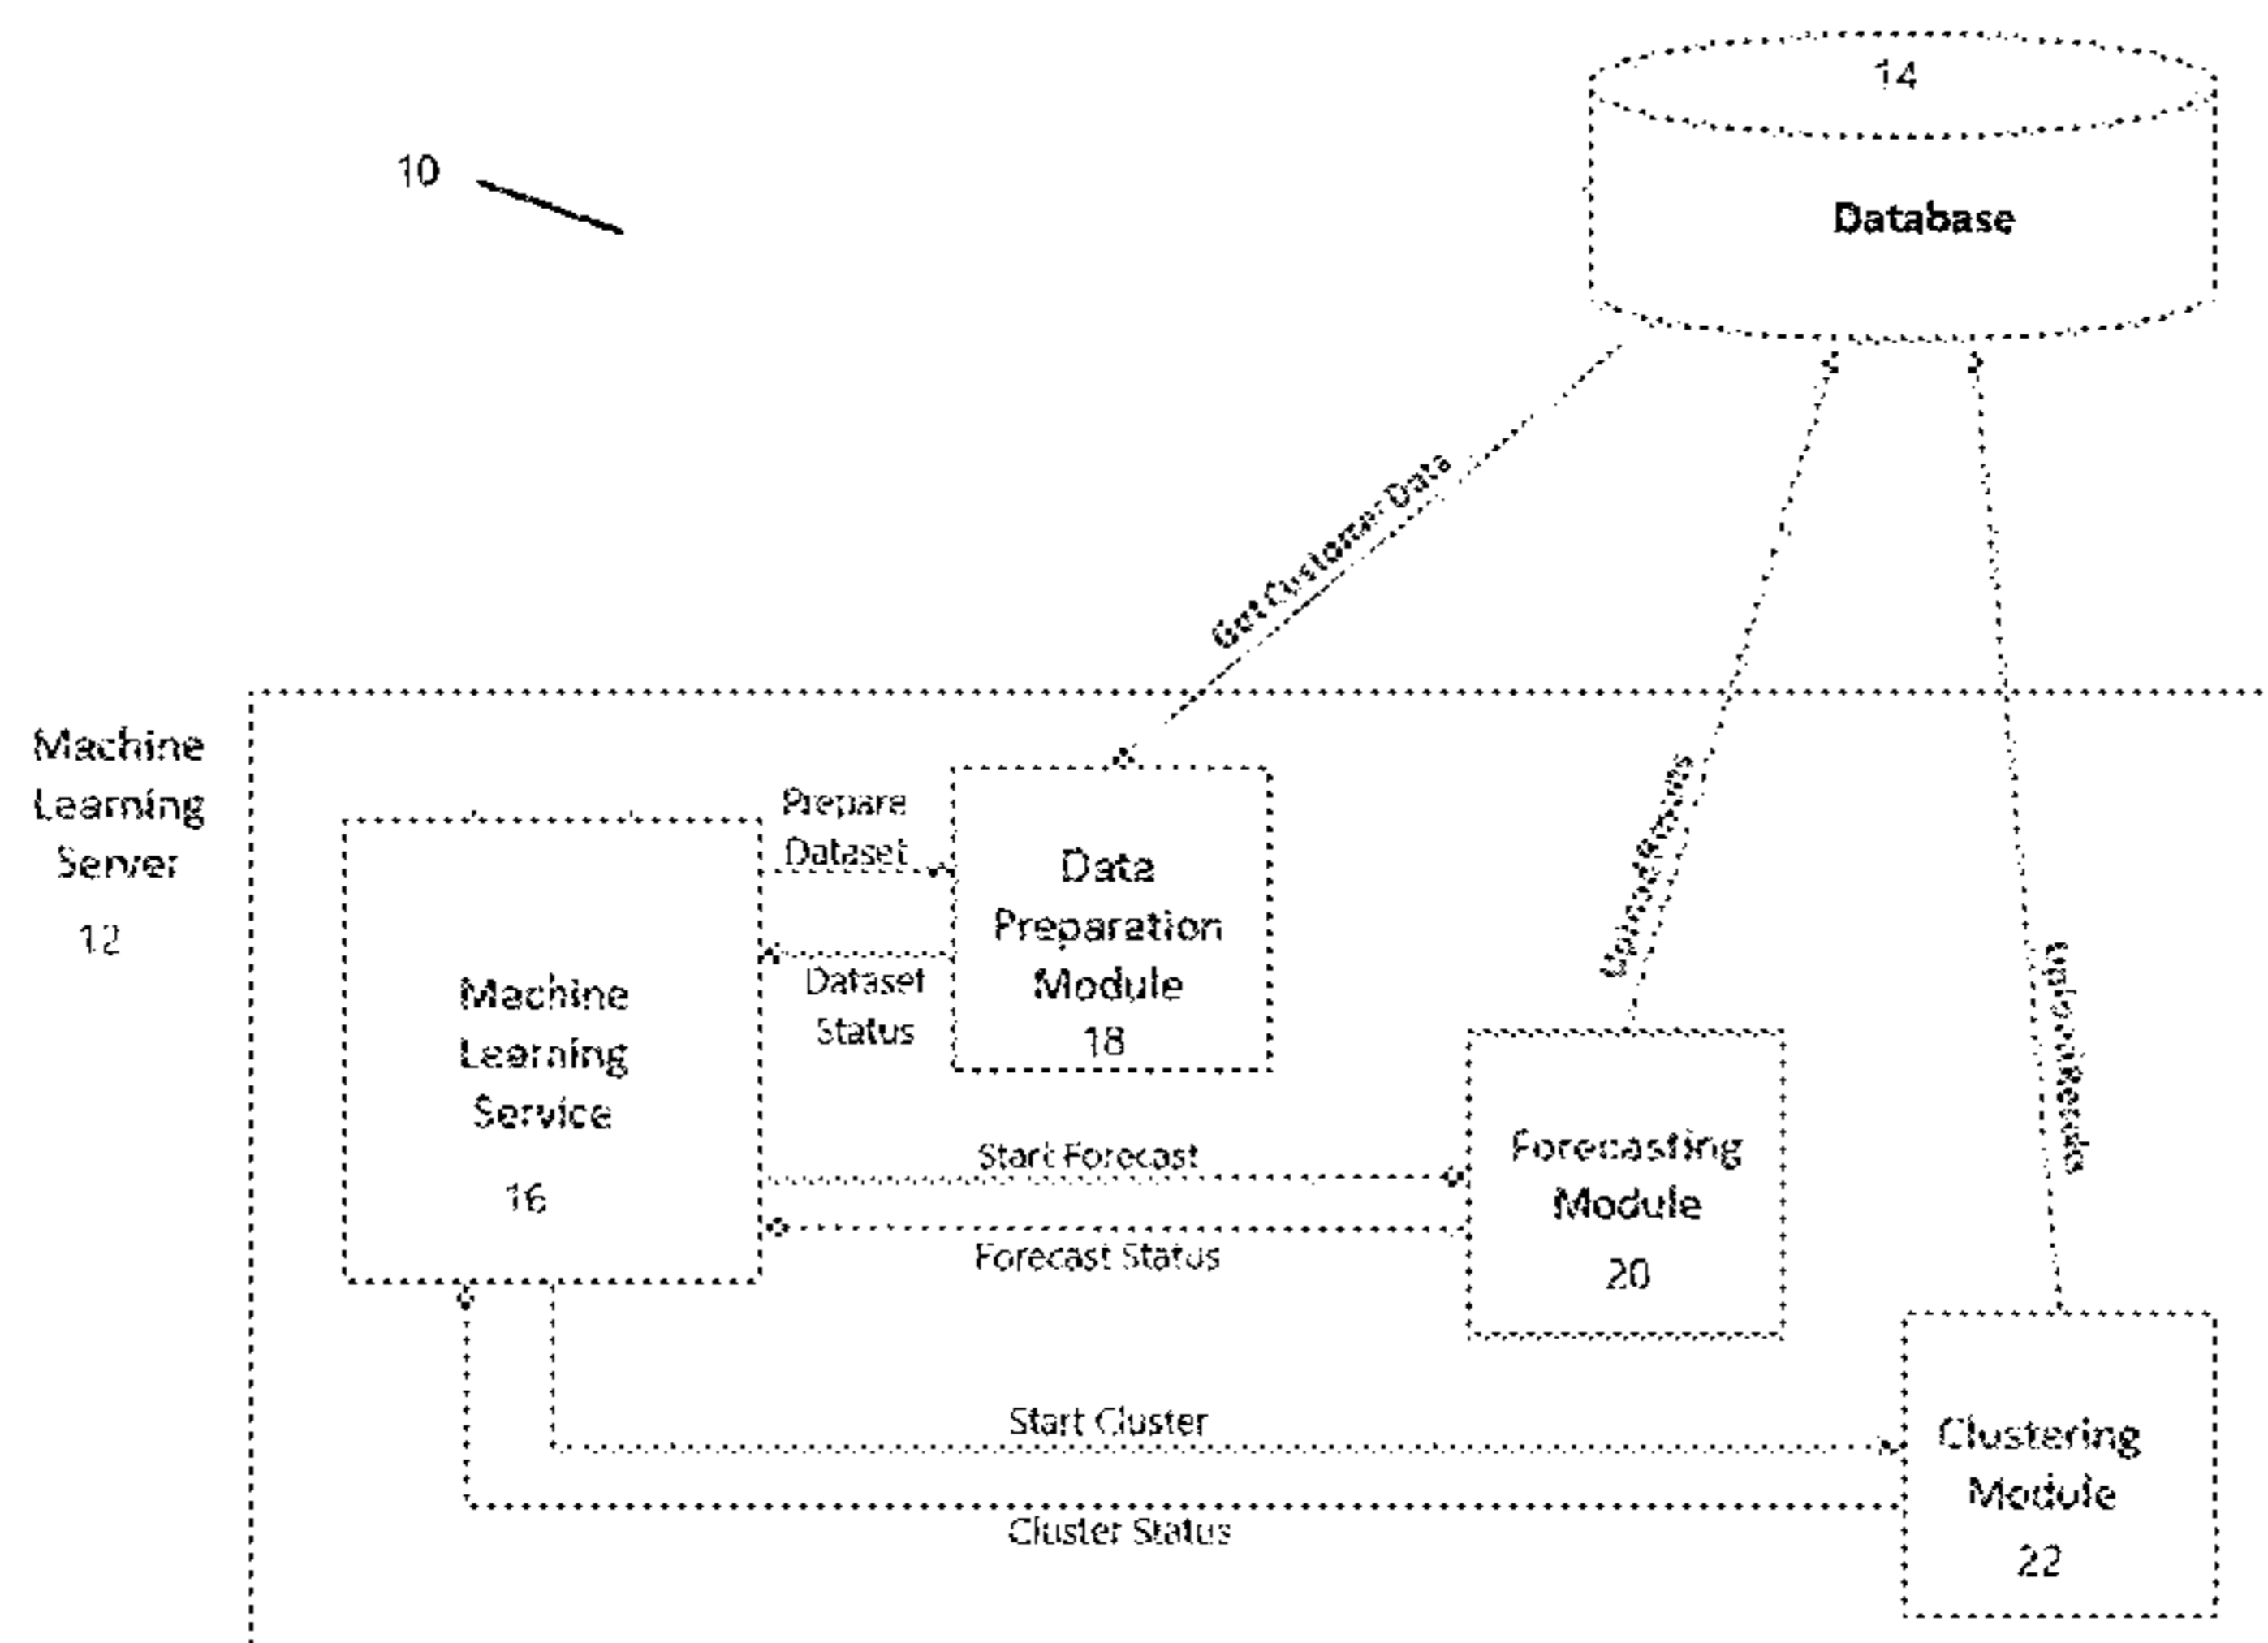 14
Database
10
Get Customer Data
Machine
Learning
Server
12
Prepare
Dataset
Data
Preparation
Module
18
Dataset
Status
Machine
Learning
Service
16
Start Forecast
Forecast Status
Forecasting
Module
20
Start Cluster
Cluster Status
Clustering
Module
22